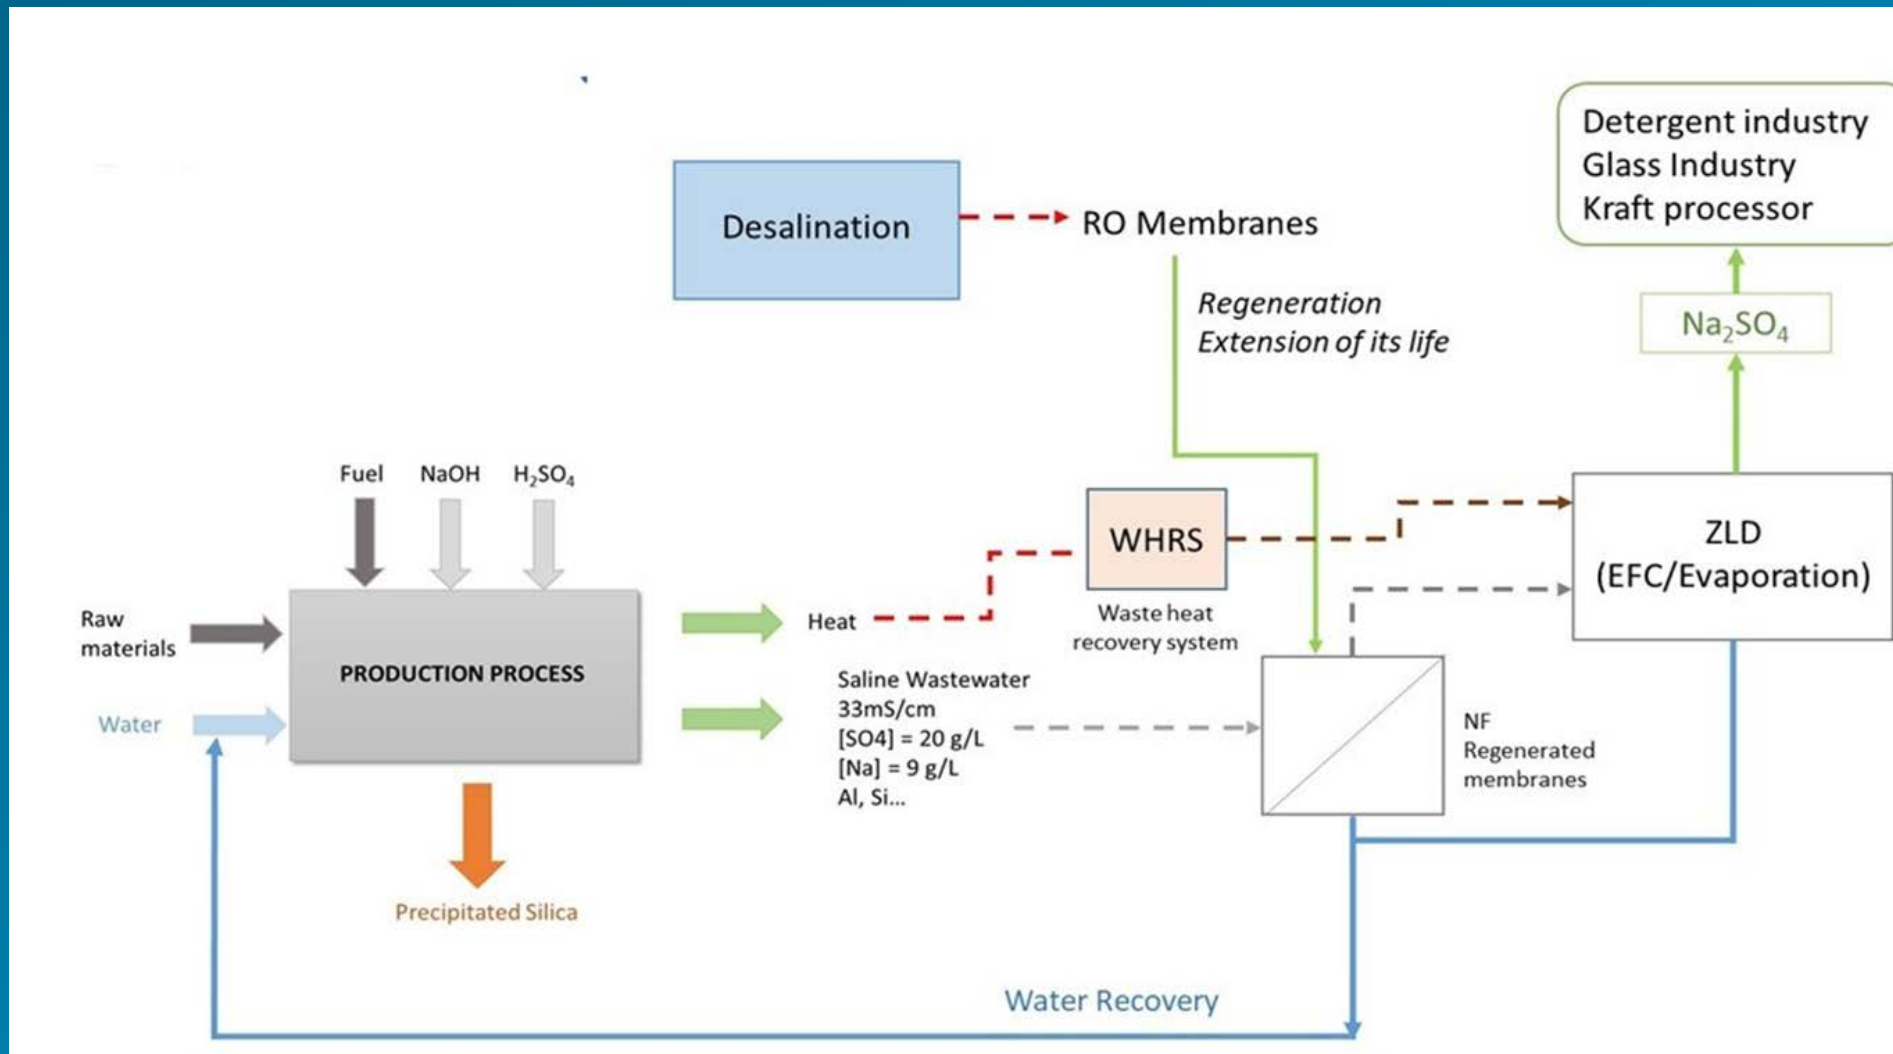 Detergent industry
Glass Industry
Kraft processor
Desalination
RO Membranes
Regeneration
Extension of its life
Na₂SO₄
Fuel
NaOH
H₂SO₄
WHRS
ZLD
(EFC/Evaporation)
Raw
materials
Heat
Waste heat
recovery system
PRODUCTION PROCESS
Water
Saline Wastewater
33mS/cm
[SO4] = 20 g/L
[Na] = 9 g/L
Al, Si...
NF
Regenerated
membranes
Precipitated Silica
Water Recovery